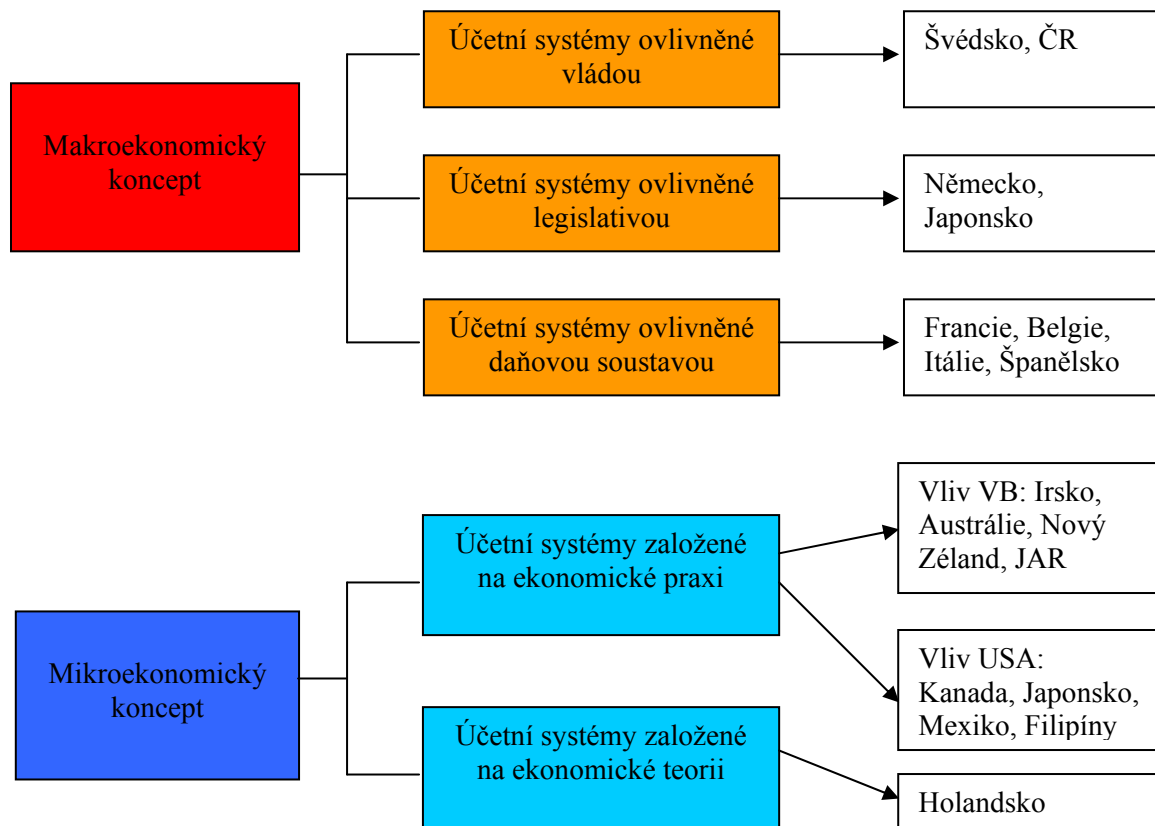 Makroekonomický
koncept
Účetní systémy ovlivněné
vládou
Švédsko, ČR
Účetní systémy ovlivněné
legislativou
Německo,
Japonsko
Účetní systémy ovlivněné
daňovou soustavou
Francie, Belgie,
Itálie, Španělsko
Mikroekonomický
koncept
Účetní systémy založené
na ekonomické praxi
Vliv VB: Irsko,
Austrálie, Nový
Zéland, JAR
Vliv USA:
Kanada, Japonsko,
Mexiko, Filipíny
Účetní systémy založené
na ekonomické teorii
Holandsko